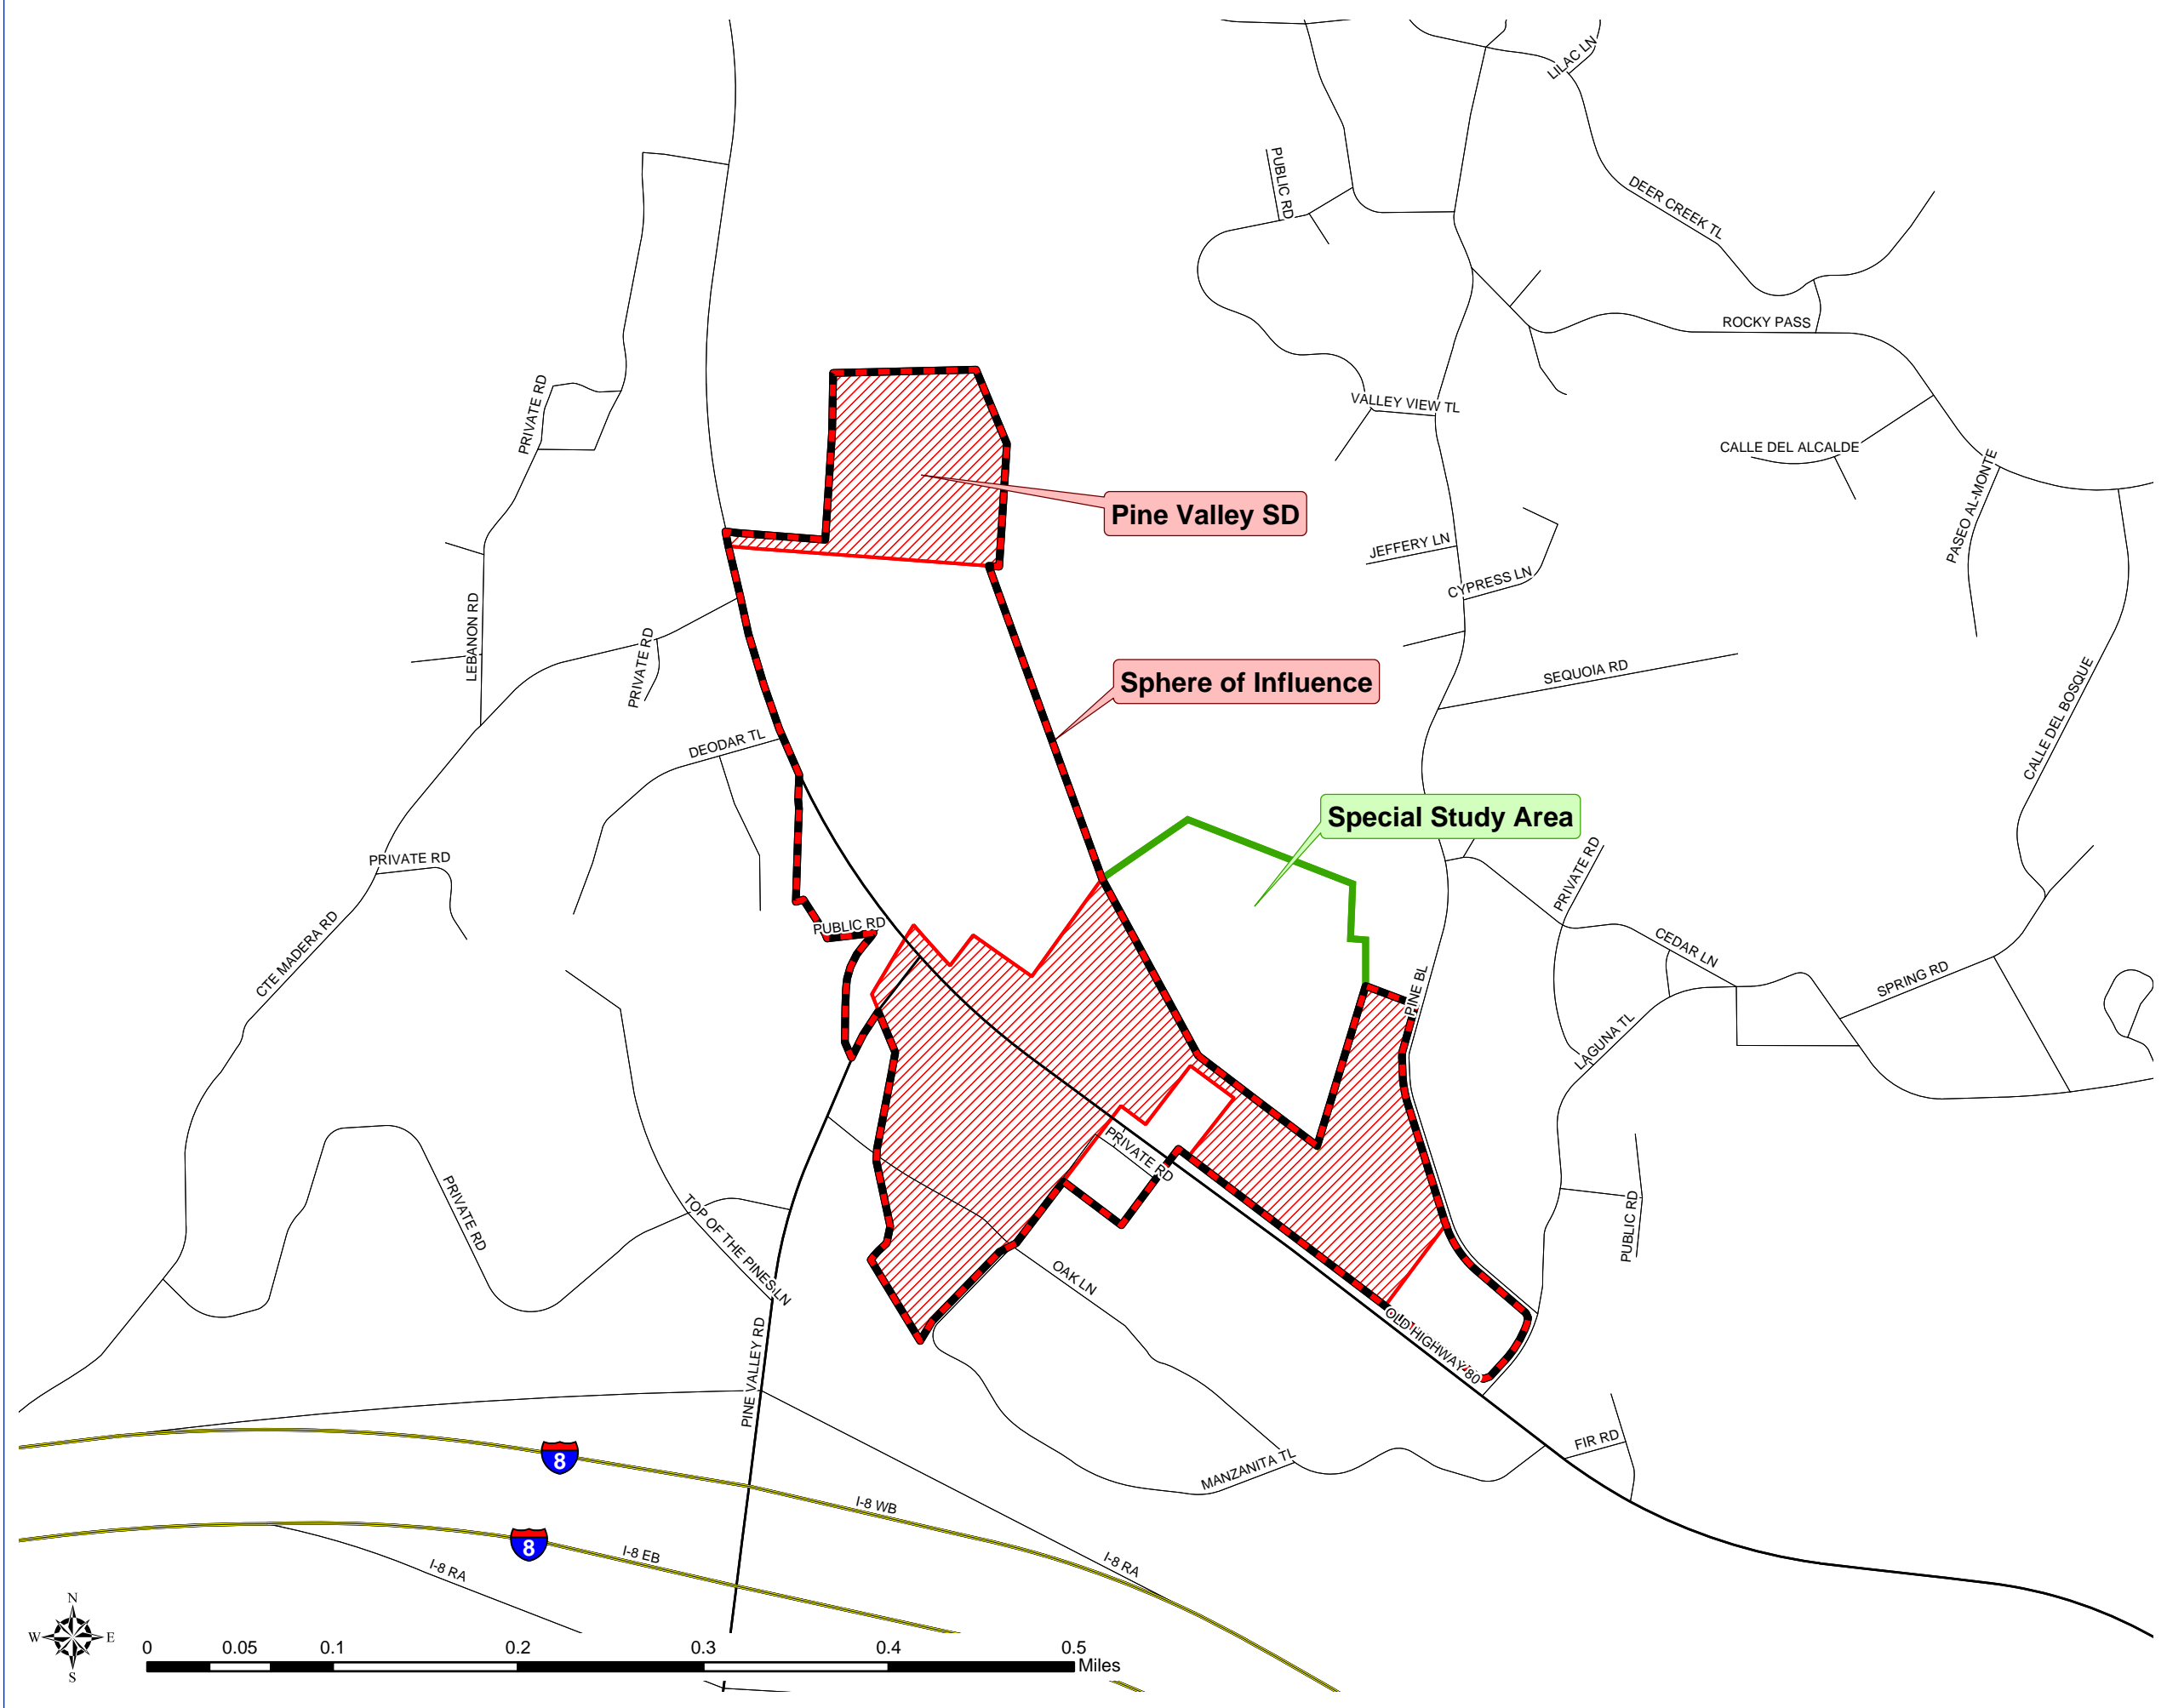 LILAC LN
PUBLIC RD
DEER CREEK TL
ROCKY PASS
PRIVATE RD
VALLEY VIEW TL
CALLE DEL ALCALDE
PASEO AL-MONTE
Pine Valley SD
JEFFERY LN
CYPRESS LN
LEBANON RD
PRIVATE RD
Sphere of Influence
SEQUOIA RD
CALLE DEL BOSQUE
DEODAR TL
Special Study Area
PRIVATE RD
PRIVATE RD
PUBLIC RD
CTE MADERA RD
CEDAR LN
SPRING RD
PINE BL
LAGUNA TL
PRIVATE RD
PRIVATE RD
TOP OF THE PINES LN
PUBLIC RD
OAK LN
OLD HIGHWAY 80
PINE VALLEY RD
FIR RD
MANZANITA TL
8
I-8 WB
8
I-8 EB
I-8 RA
I-8 RA
N
W E
S
0 0.05 0.1 0.2 0.3 0.4 0.5
Miles